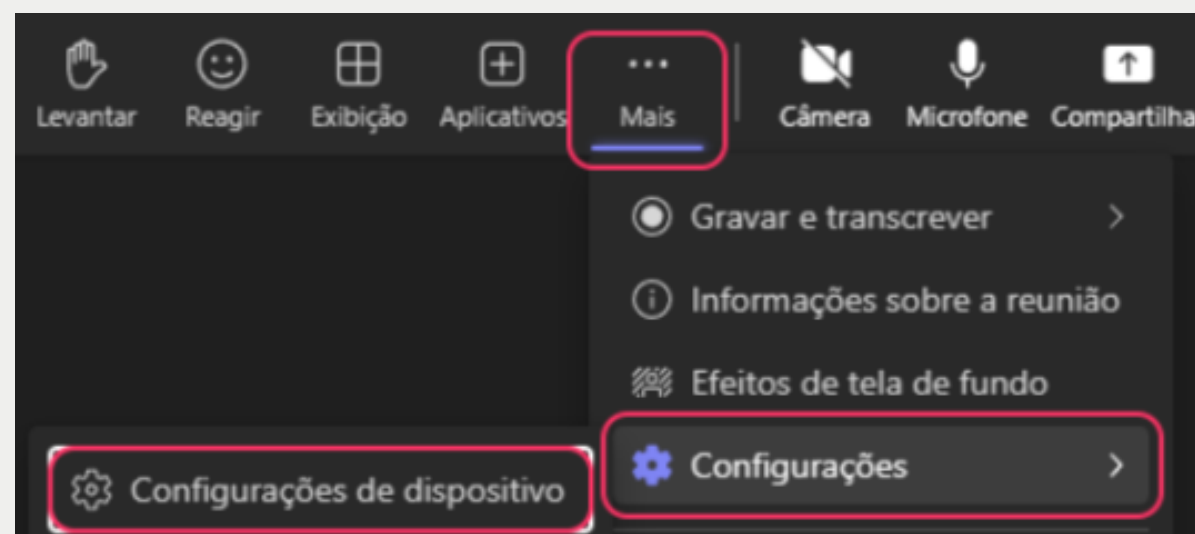 Levantar Reagir Exibição Aplicativos Mais Câmera Microfone Compartilha
Gravar e transcrever
Informações sobre a reunião
Efeitos de tela de fundo
Configurações
Configurações de dispositivo